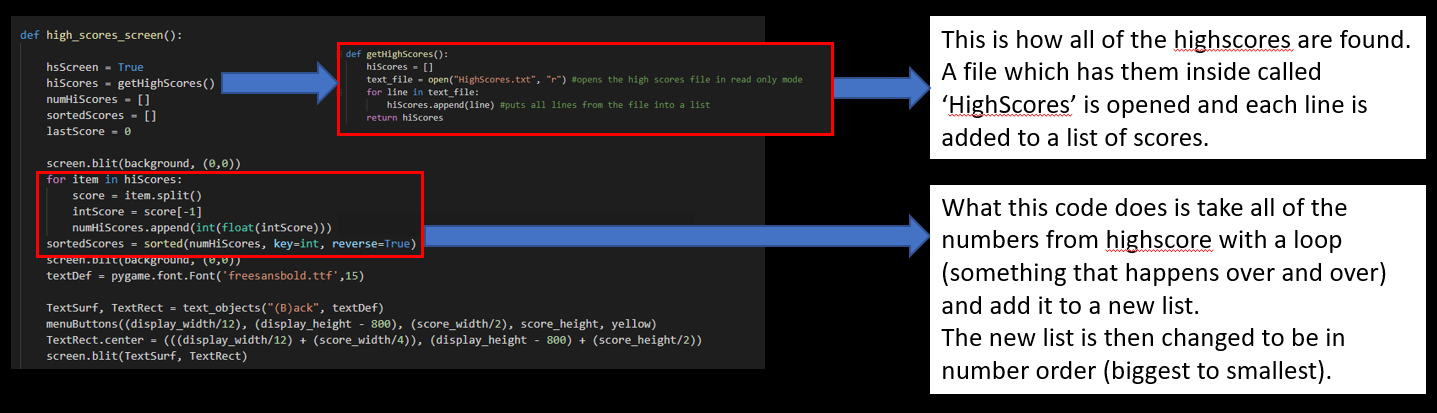 def high_scores_screen():
hsScreen = True
hiScores = getHighScores()
numHiScores = []
sortedScores = []
lastScore = 0
screen.blit(background, (0,0))
for item in hiScores:
score = item.split()
intScore = score[-1]
numHiScores.append(int(float(intScore)))
sortedScores = sorted(numHiScores, key=int, reverse=True)
screen.blit(background, (0,0))
textDef = pygame.font.Font('freesansbold.ttf',15)
TextSurf, TextRect = text_objects("(B)ack", textDef)
menuButtons((display_width/12), (display_height - 800), (score_width/2), score_height, yellow)
TextRect.center = (((display_width/12) + (score_width/4)), (display_height - 800) + (score_height/2))
screen.blit(TextSurf, TextRect)
def getHighScores():
hiScores = []
text_file = open("HighScores.txt", "r") #opens the high scores file in read only mode
for line in text_file:
hiScores.append(line) #puts all lines from the file into a list
return hiScores
This is how all of the highscores are found.
A file which has them inside called
‘HighScores’ is opened and each line is
added to a list of scores.
What this code does is take all of the
numbers from highscore with a loop
(something that happens over and over)
and add it to a new list.
The new list is then changed to be in
number order (biggest to smallest).